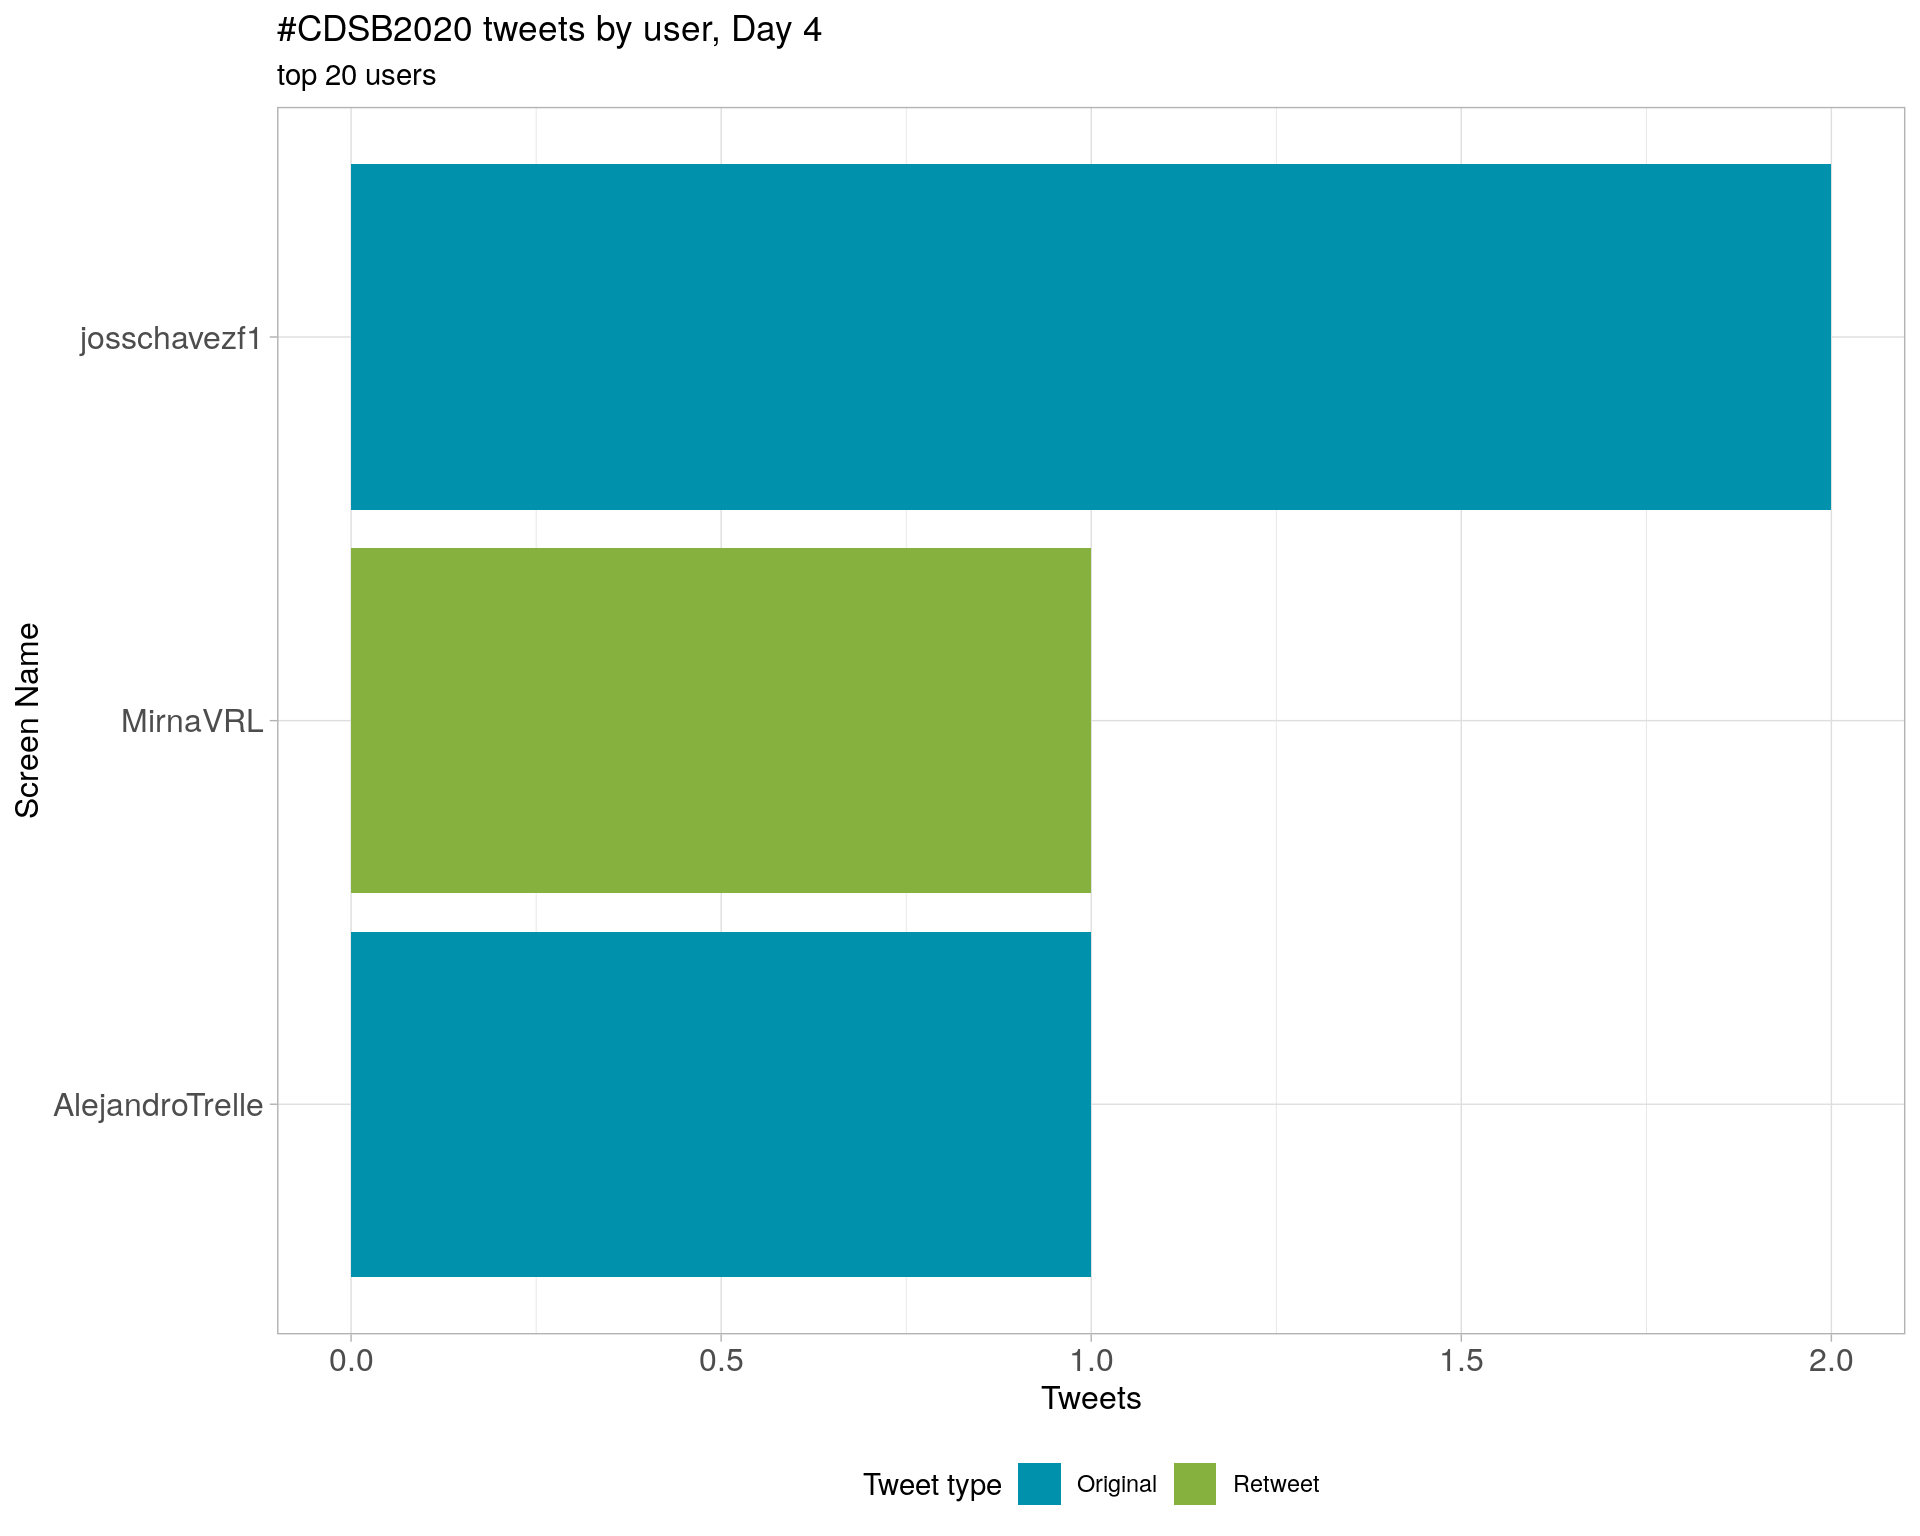 #CDSB2020 tweets by user, Day 4
top 20 users
Screen Name
josschavezf1
MirnaVRL
AlejandroTrelle
0.0 0.5 1.0 1.5 2.0
Tweets
Tweet type Original Retweet